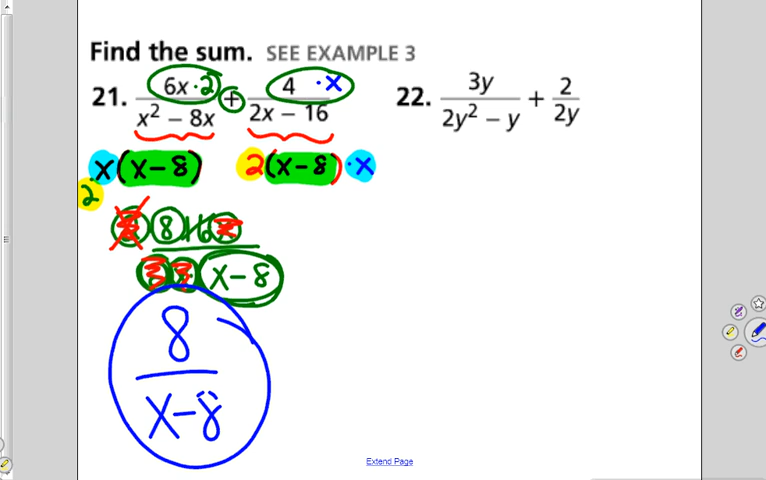 Find the sum. SEE EXAMPLE 3
21. 6x · 2 / x² – 8x + 4 · x / 2x – 16
22. 3y / 2y² – y + 2 / 2y
2 x(x – 8) 2(x – 8) · x
8 16x
x – 8
8
x – 8
Extend Page